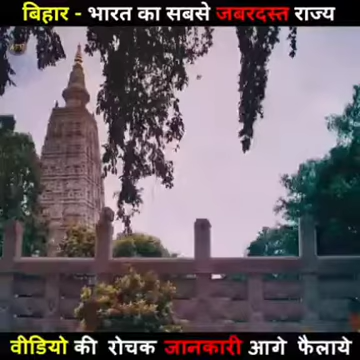 बिहार - भारत का सबसे जबरदस्त राज्य
वीडियो की रोचक जानकारी आगे फैलाये